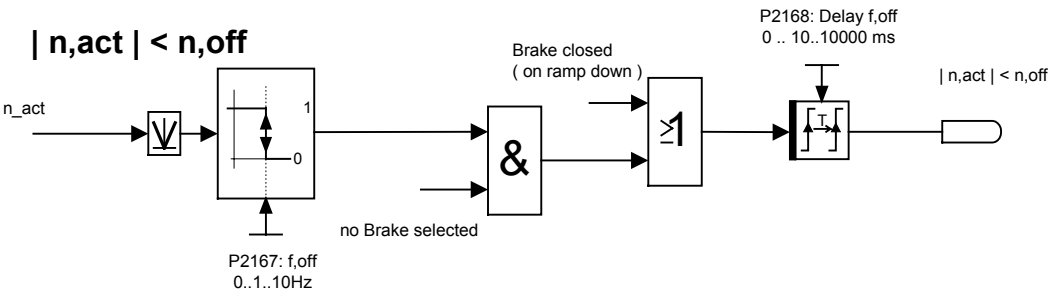 | n,act | < n,off
P2168: Delay f,off
0 .. 10..10000 ms
Brake closed
( on ramp down )
| n,act | < n,off
n_act
1
0
&
≥1
T
no Brake selected
P2167: f,off
0..1..10Hz